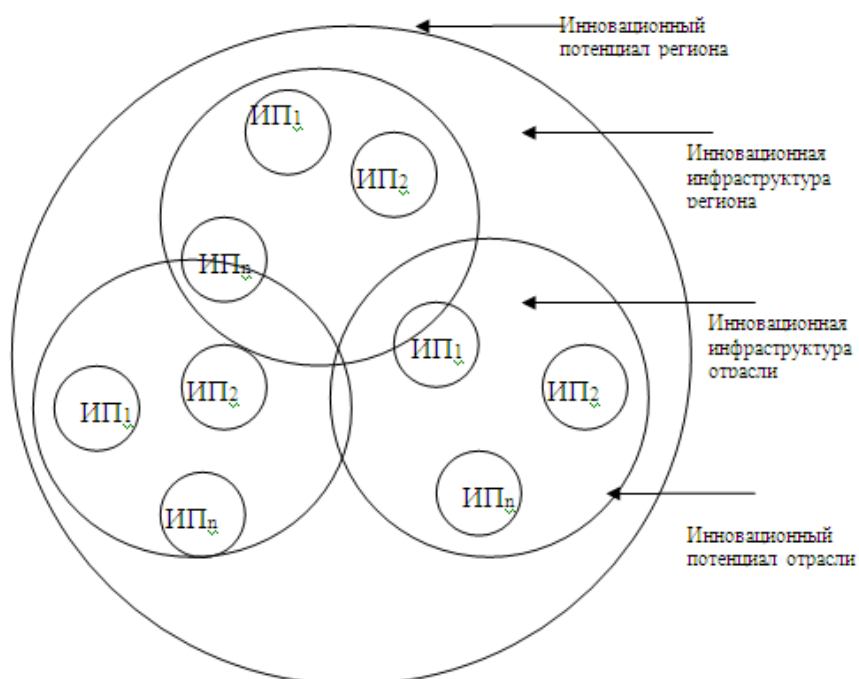 Инновационный
потенциал региона
ИП1
Инновационная
инфраструктура
региона
ИП2
ИПn
Инновационная
инфраструктура
отрасли
ИП1
ИП2
ИП2
ИП1
ИПn
ИПn
Инновационный
потенциал отрасли